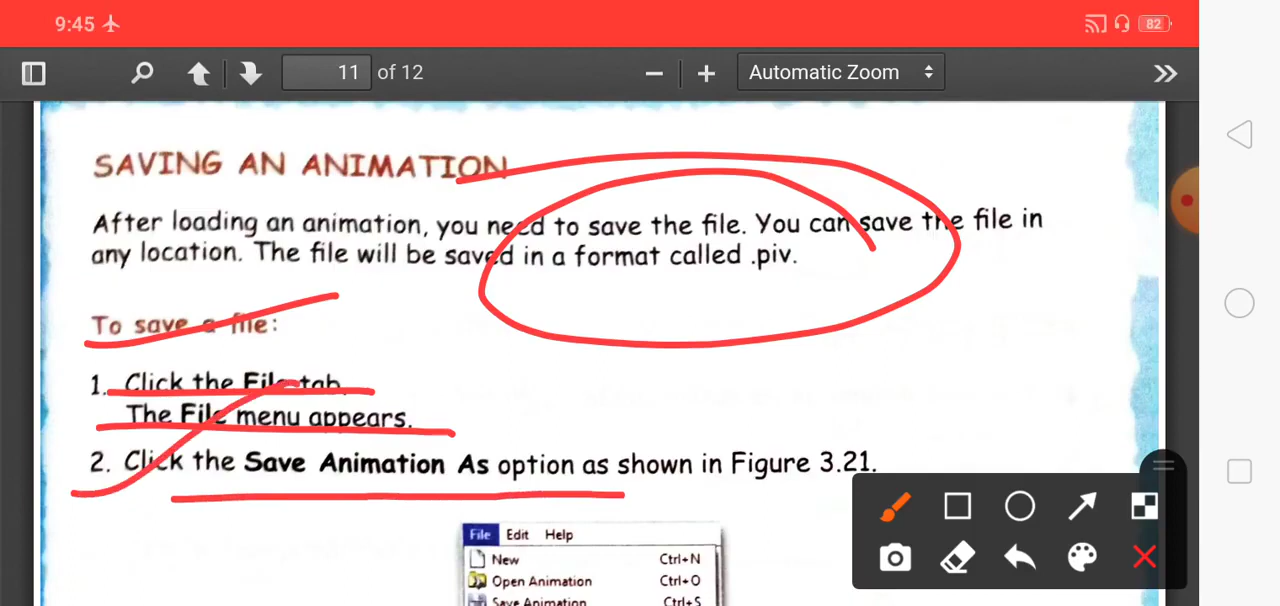 9:45
82
11 of 12
Automatic Zoom
SAVING AN ANIMATION
After loading an animation, you need to save the file. You can save the file in
any location. The file will be saved in a format called .piv.
To save a file:
1. Click the File tab.
The File menu appears.
2. Click the Save Animation As option as shown in Figure 3.21.
File Edit Help
New Ctrl+N
Open Animation Ctrl+O
Save Animation Ctrl+S